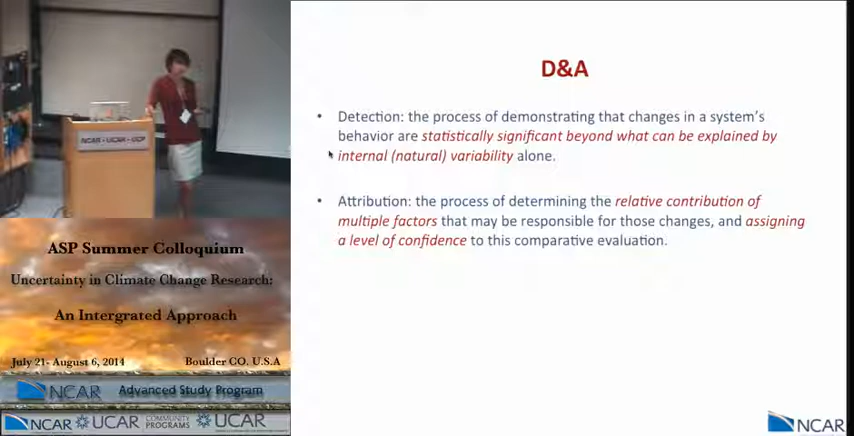 NCAR • UCAR • UCP
ASP Summer Colloquium
Uncertainty in Climate Change Research:
An Intergrated Approach
July 21- August 6, 2014 Boulder CO. U.S.A
NCAR Advanced Study Program
NCAR UCAR COMMUNITY PROGRAMS UCAR
D&A
• Detection: the process of demonstrating that changes in a system's
behavior are statistically significant beyond what can be explained by
internal (natural) variability alone.
• Attribution: the process of determining the relative contribution of
multiple factors that may be responsible for those changes, and assigning
a level of confidence to this comparative evaluation.
NCAR